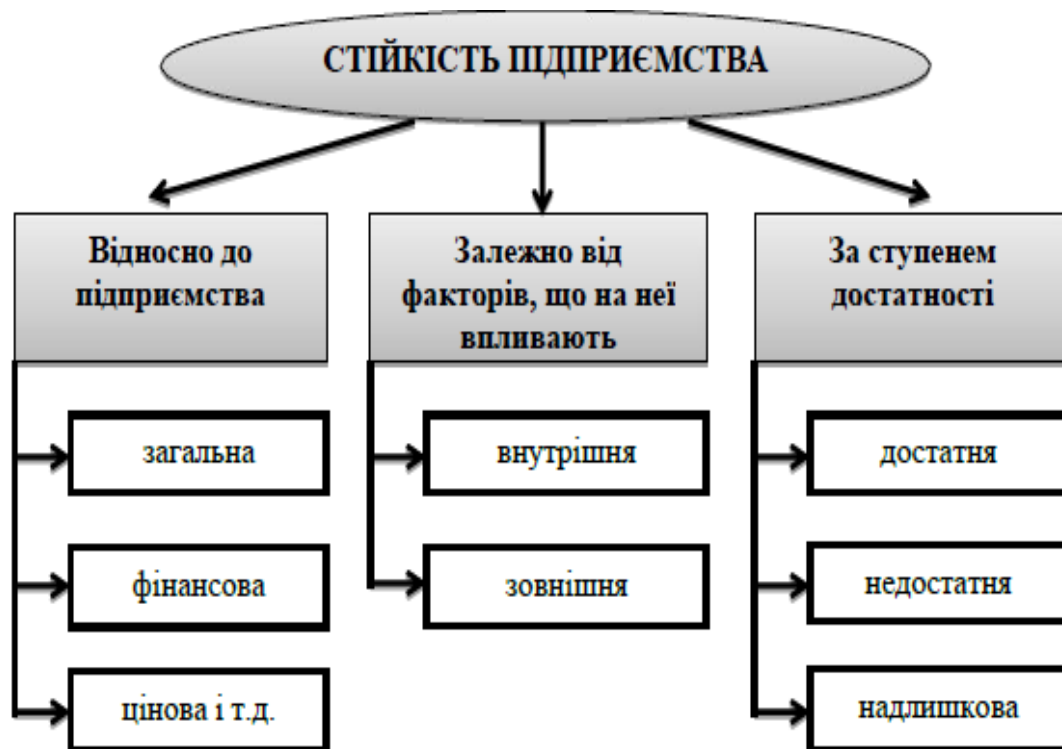 СТІЙКІСТЬ ПІДПРИЄМСТВА
Відносно до
підприємства
загальна
фінансова
цінова і т.д.
Залежно від
факторів, що на неї
впливають
внутрішня
зовнішня
За ступенем
достатності
достатня
недостатня
надлишкова